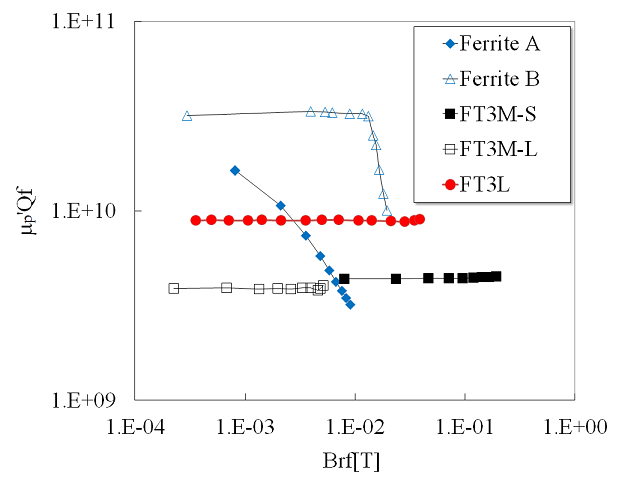 1.E+11
Ferrite A
Ferrite B
FT3M-S
FT3M-L
FT3L
1.E+10
μp'Qf
1.E+09
1.E-04 1.E-03 1.E-02 1.E-01 1.E+00
Brf[T]